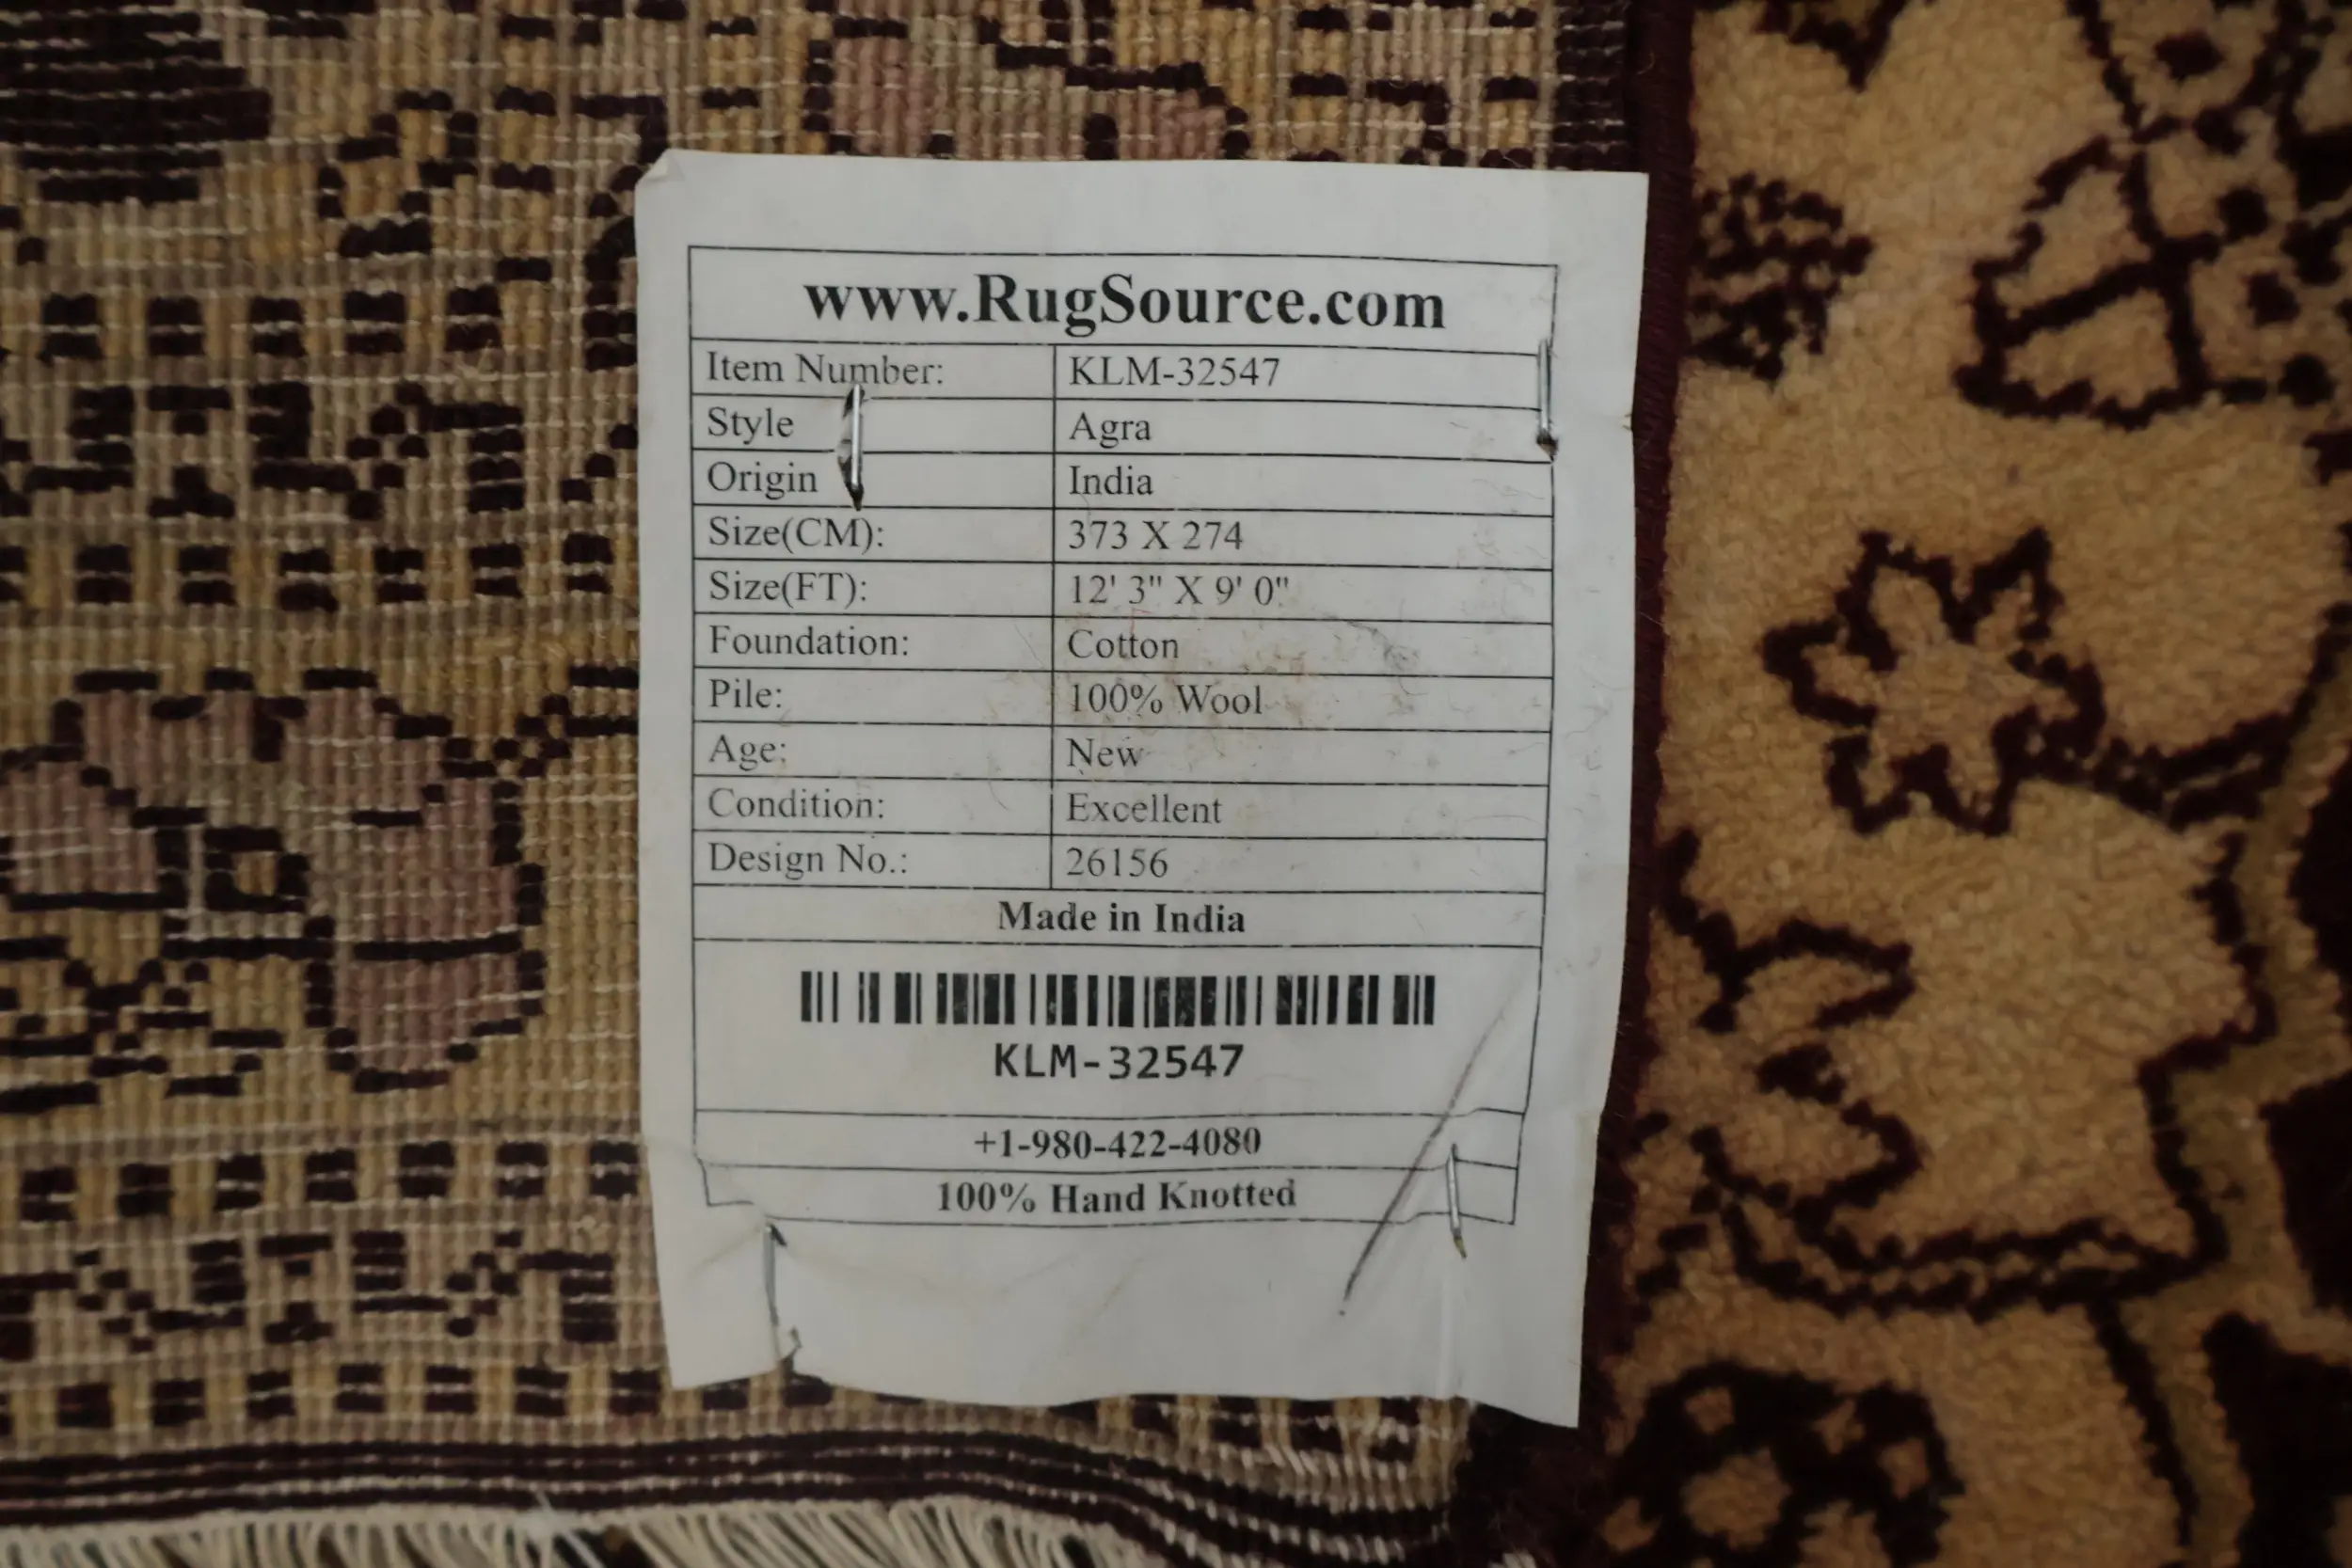 www.RugSource.com
Item Number: KLM-32547
Style Agra
Origin India
Size(CM): 373 X 274
Size(FT): 12' 3" X 9' 0"
Foundation: Cotton
Pile: 100% Wool
Age: New
Condition: Excellent
Design No.: 26156
Made in India
KLM-32547
+1-980-422-4080
100% Hand Knotted